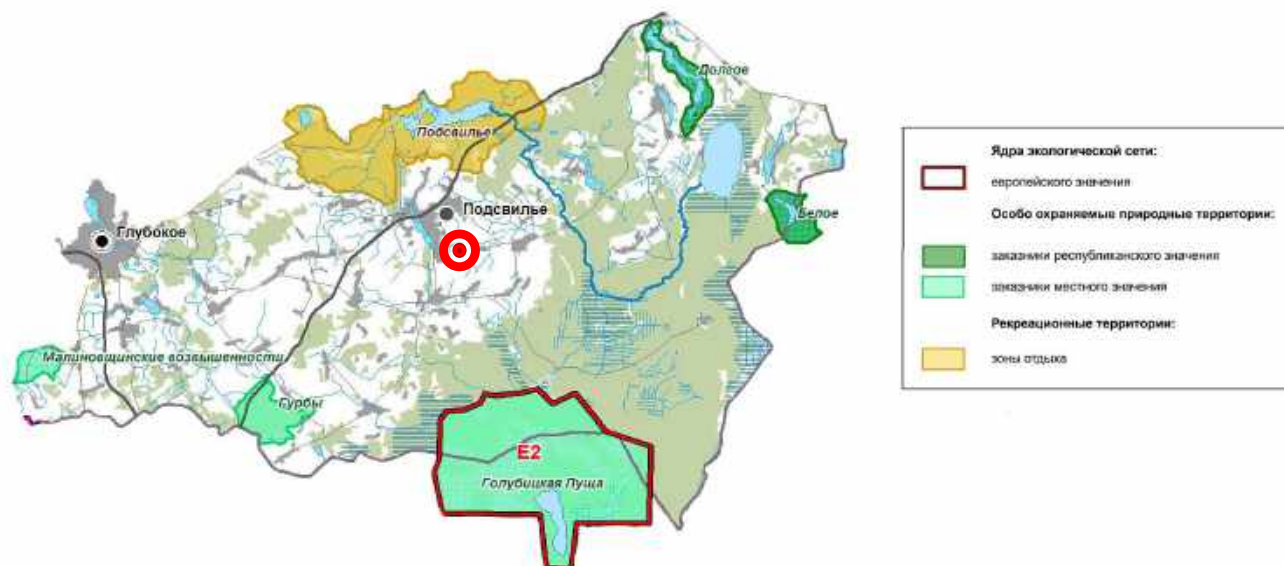 Долгое
Подсвилье
Подсвилье
Белое
Глубокое
Малиновщинские возвышенности
Гурбы
E2
Голубицкая Пуща
Ядра экологической сети:
европейского значения
Особо охраняемые природные территории:
заказники республиканского значения
заказники местного значения
Рекреационные территории:
зоны отдыха